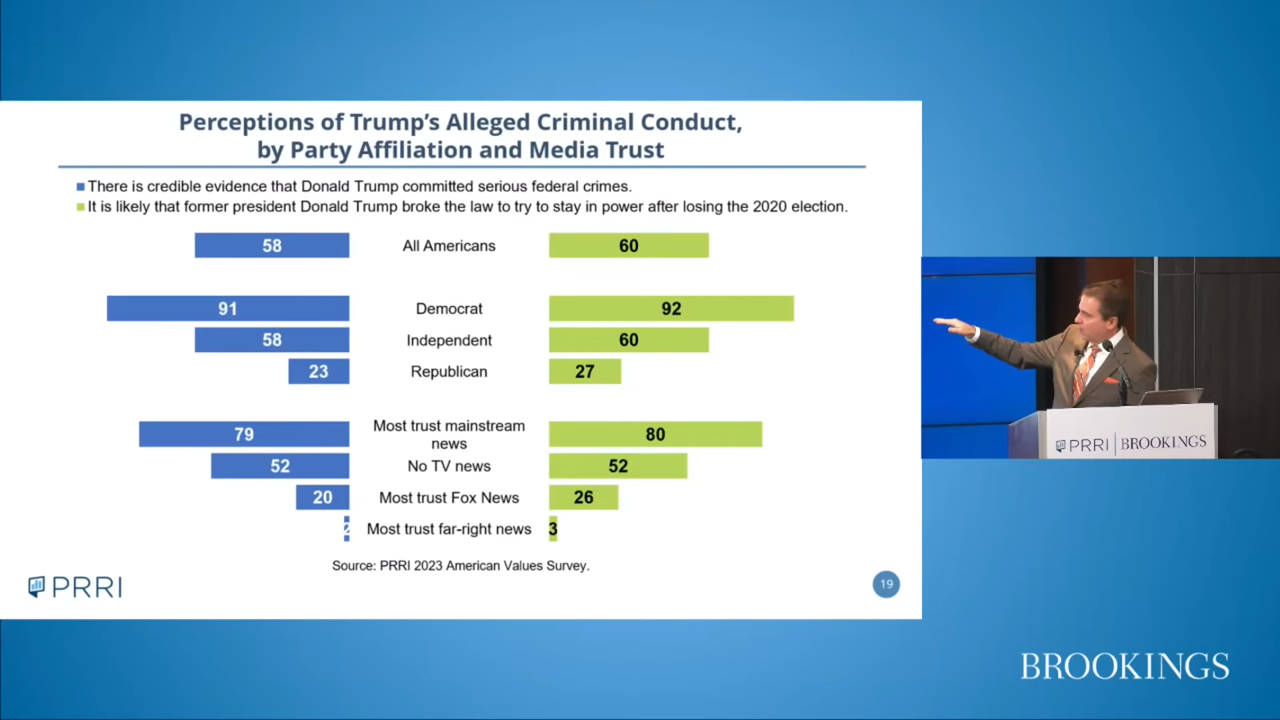 Perceptions of Trump's Alleged Criminal Conduct,
by Party Affiliation and Media Trust
There is credible evidence that Donald Trump committed serious federal crimes.
It is likely that former president Donald Trump broke the law to try to stay in power after losing the 2020 election.
58 All Americans 60
91 Democrat 92
58 Independent 60
23 Republican 27
79 Most trust mainstream news 80
52 No TV news 52
20 Most trust Fox News 26
2 Most trust far-right news 3
Source: PRRI 2023 American Values Survey.
PRRI
19
PRRI | BROOKINGS
BROOKINGS